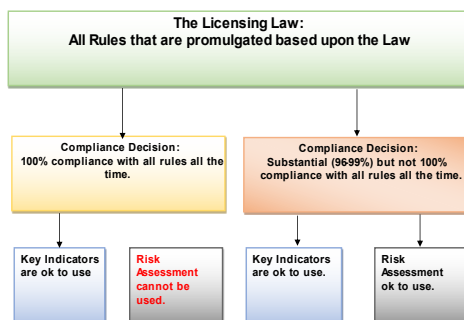 The Licensing Law:
All Rules that are promulgated based upon the Law
Compliance Decision:
100% compliance with all rules all the
time.
Compliance Decision:
Substantial (96-99%) but not 100%
compliance with all rules all the time.
Key Indicators
are ok to use
Risk
Assessment
cannot be
used.
Key Indicators
are ok to use.
Risk
Assessment
ok to use.